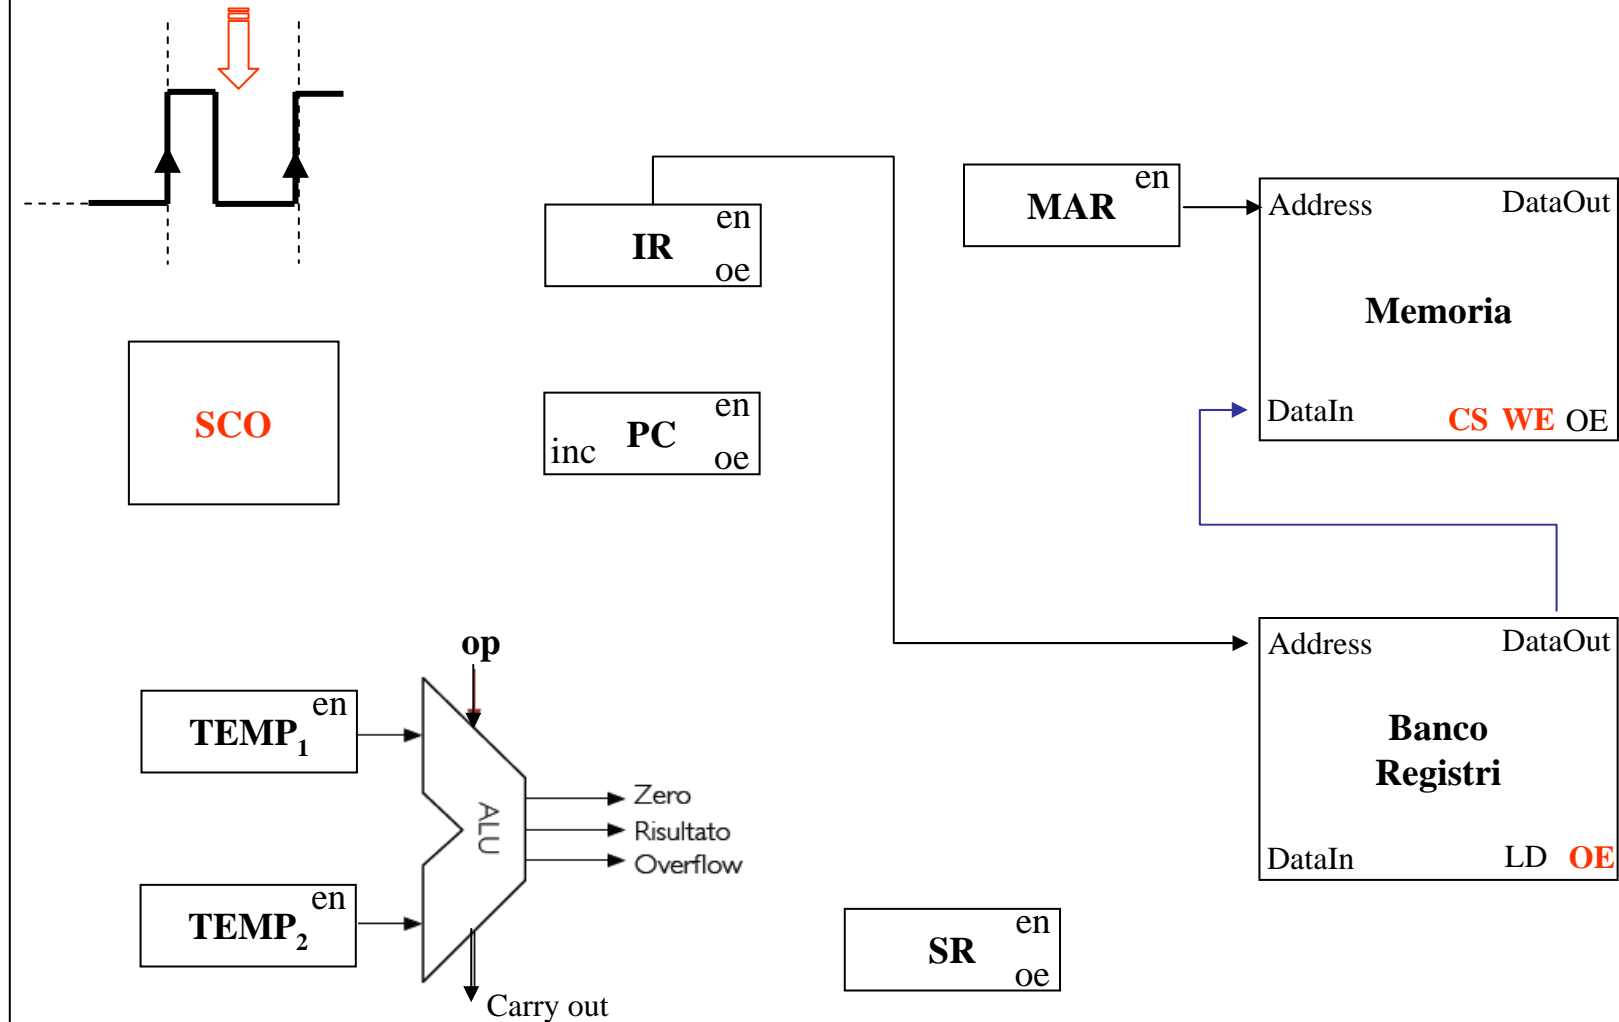 en
MAR
Address DataOut
en
IR
oe
Memoria
SCO
en
inc PC
oe
DataIn CS WE OE
op
Address DataOut
en
TEMP1
Banco
Registri
Zero
ALU
Risultato
Overflow
DataIn LD OE
en
TEMP2
en
SR
oe
Carry out